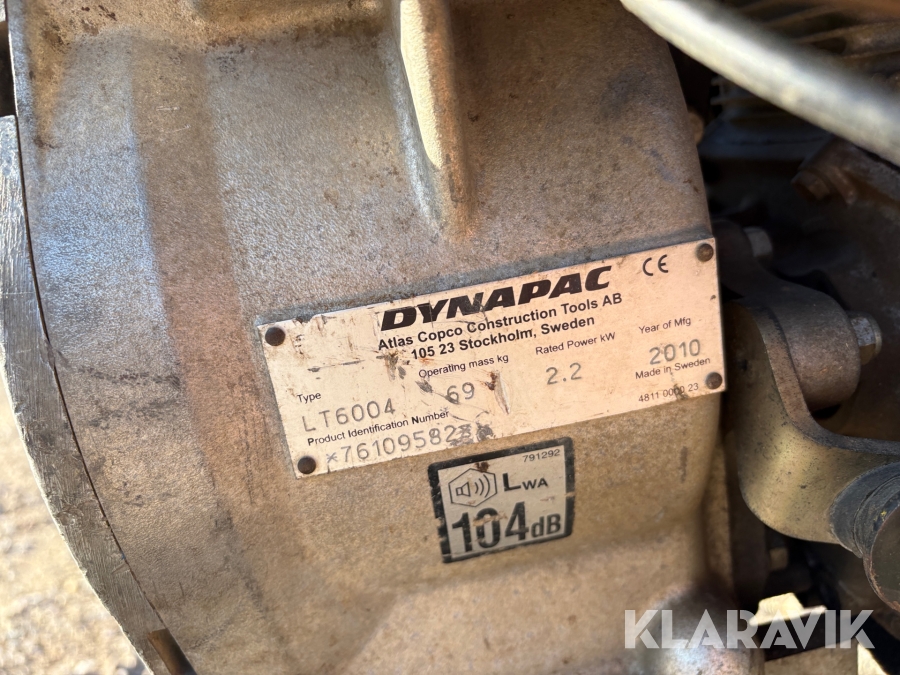 DYNAPAC CE
Atlas Copco Construction Tools AB
105 23 Stockholm, Sweden
Type Operating mass kg Rated Power kW Year of Mfg
LT6004 69 2.2 2010
Made in Sweden
Product Identification Number
4811 0000 23
791292
LWA
104dB
KLARAVIK